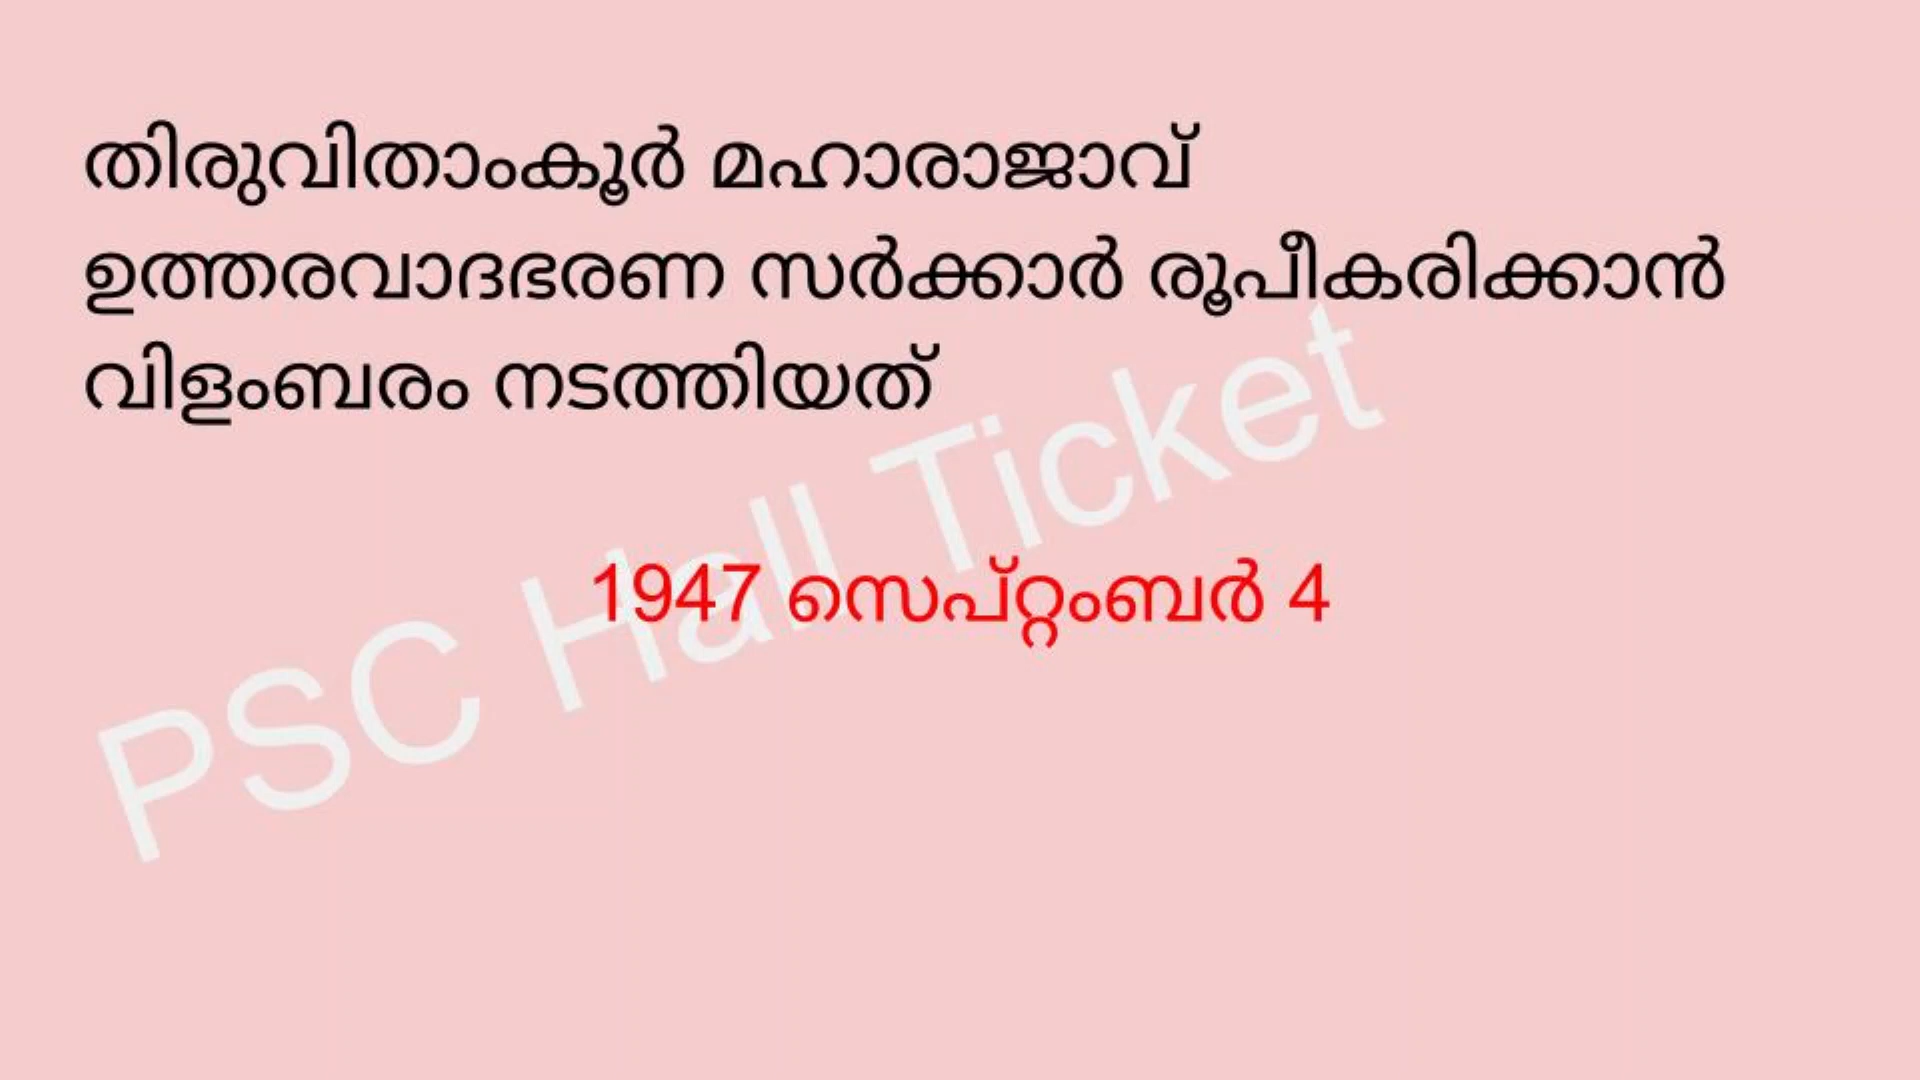 തിരുവിതാംകൂർ മഹാരാജാവ്
ഉത്തരവാദഭരണ സർക്കാർ രൂപീകരിക്കാൻ
വിളംബരം നടത്തിയത്
1947 സെപ്റ്റംബർ 4
PSC Hall Ticket